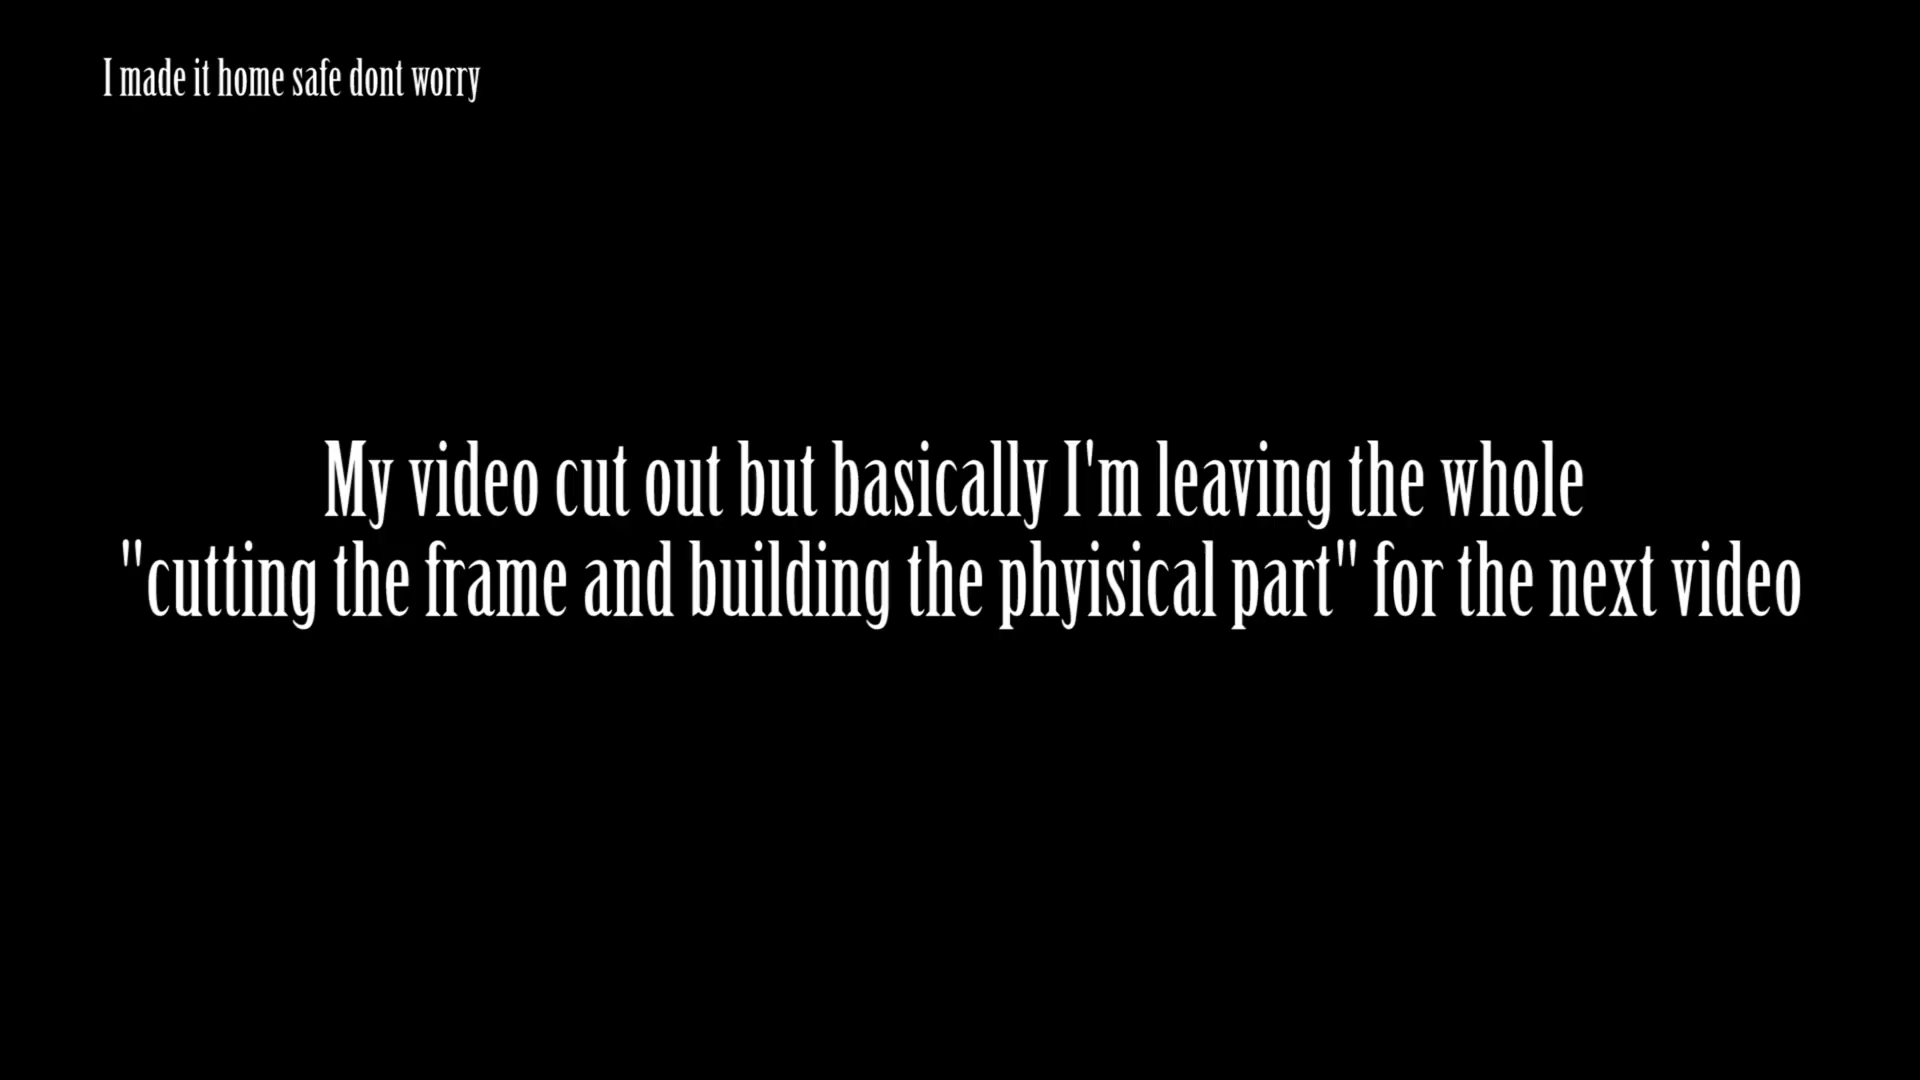 I made it home safe dont worry
My video cut out but basically I'm leaving the whole
"cutting the frame and building the phyisical part" for the next video